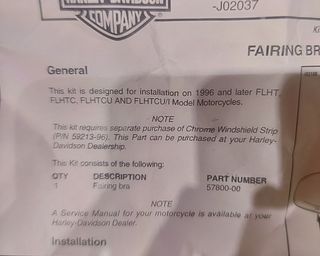 HARLEY-DAVIDSON
COMPANY
-J02037
FAIRING BR
General
This kit is designed for installation on 1996 and later FLHT,
FLHTC, FLHTCU AND FLHTCU/I Model Motorcycles.
NOTE
This kit requires separate purchase of Chrome Windshield Strip
(P/N 59213-96). This Part can be purchased at your Harley-
Davidson Dealership.
This Kit consists of the following:
QTY DESCRIPTION PART NUMBER
1 Fairing bra 57800-00
NOTE
A Service Manual for your motorcycle is available at your
Harley-Davidson Dealer.
Installation